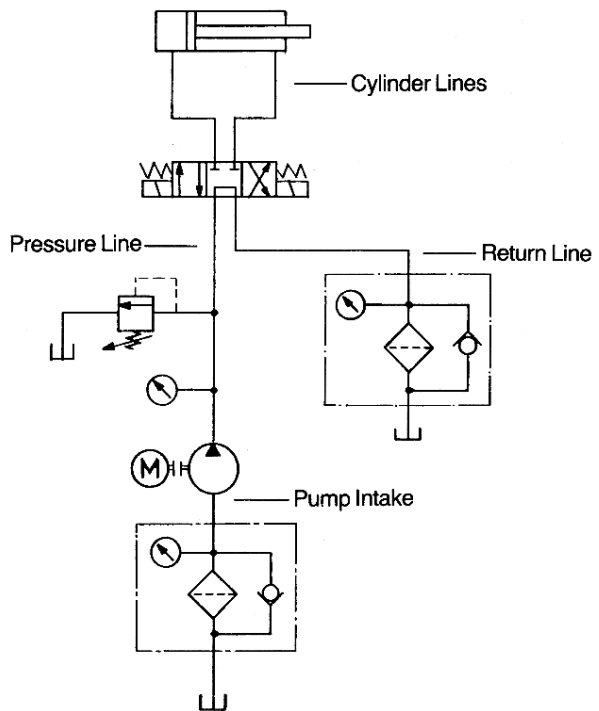 Cylinder Lines
Pressure Line
Return Line
M
Pump Intake